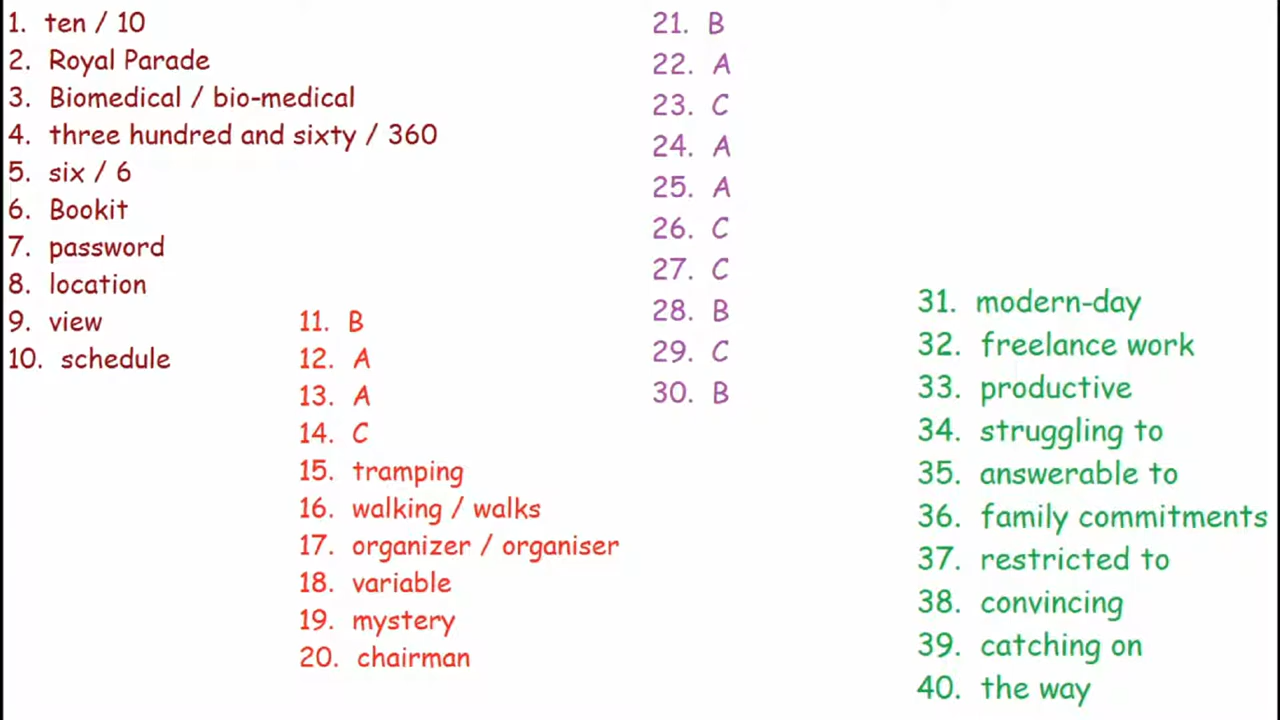 1. ten / 10
2. Royal Parade
3. Biomedical / bio-medical
4. three hundred and sixty / 360
5. six / 6
6. Bookit
7. password
8. location
9. view
10. schedule
11. B
12. A
13. A
14. C
15. tramping
16. walking / walks
17. organizer / organiser
18. variable
19. mystery
20. chairman
21. B
22. A
23. C
24. A
25. A
26. C
27. C
28. B
29. C
30. B
31. modern-day
32. freelance work
33. productive
34. struggling to
35. answerable to
36. family commitments
37. restricted to
38. convincing
39. catching on
40. the way